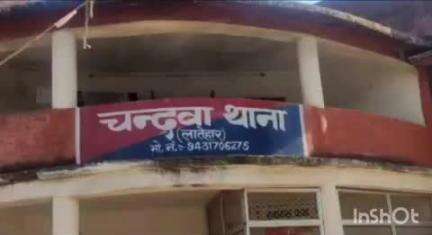 चन्दवा थाना
(लातेहार)
मो. नं.:- 9431706275
InShOt